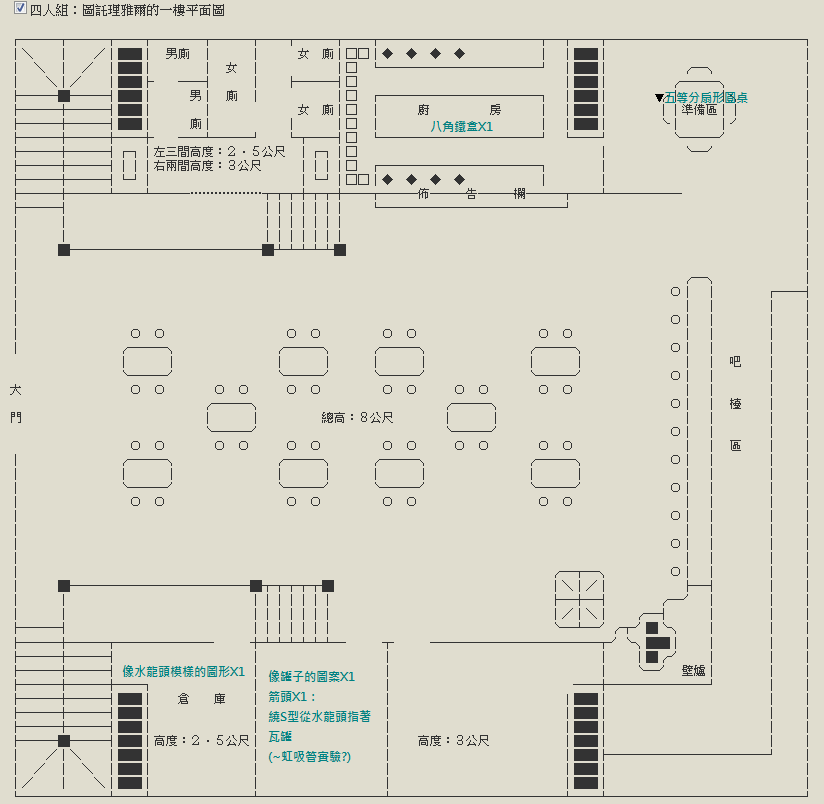 四人組：圖託理雅爾的一樓平面圖
男廁
女廁
女 廁
男廁
女 廁
左三間高度：２．５公尺
右兩間高度：３公尺
廚 房
八角鐵盒X1
佈 告 欄
▼五等分扇形圖桌
準備區
大門
總高：８公尺
吧檯區
壁爐
像水龍頭模樣的圖形X1
倉 庫
高度：２．５公尺
像罐子的圖案X1
箭頭X1：
繞S型從水龍頭指著
瓦罐
(~虹吸管實驗?)
高度：３公尺